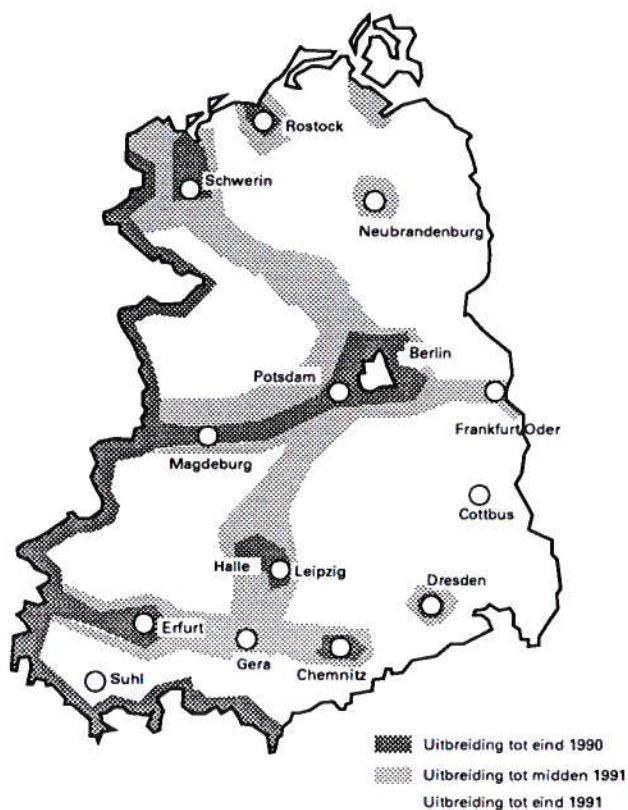 Rostock
Schwerin
Neubrandenburg
Berlin
Potsdam
Frankfurt/Oder
Magdeburg
Cottbus
Halle
Leipzig
Dresden
Erfurt
Gera
Chemnitz
Suhl
Uitbreiding tot eind 1990
Uitbreiding tot midden 1991
Uitbreiding tot eind 1991